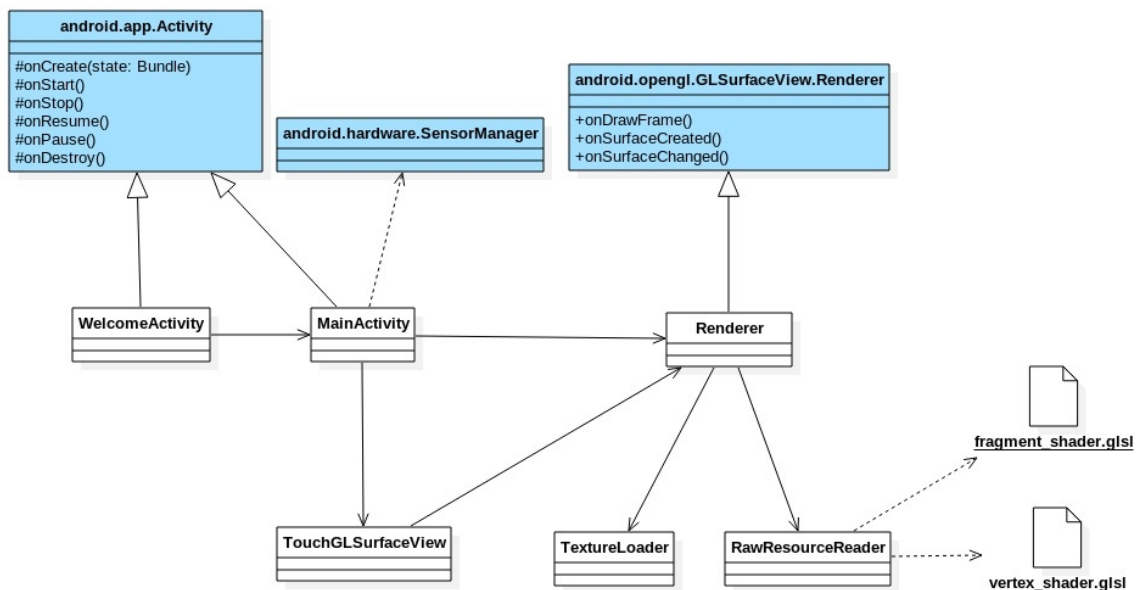 android.app.Activity
#onCreate(state: Bundle)
#onStart()
#onStop()
#onResume()
#onPause()
#onDestroy()
android.hardware.SensorManager
android.opengl.GLSurfaceView.Renderer
+onDrawFrame()
+onSurfaceCreated()
+onSurfaceChanged()
WelcomeActivity
MainActivity
Renderer
fragment_shader.glsl
TouchGLSurfaceView
TextureLoader
RawResourceReader
vertex_shader.glsl